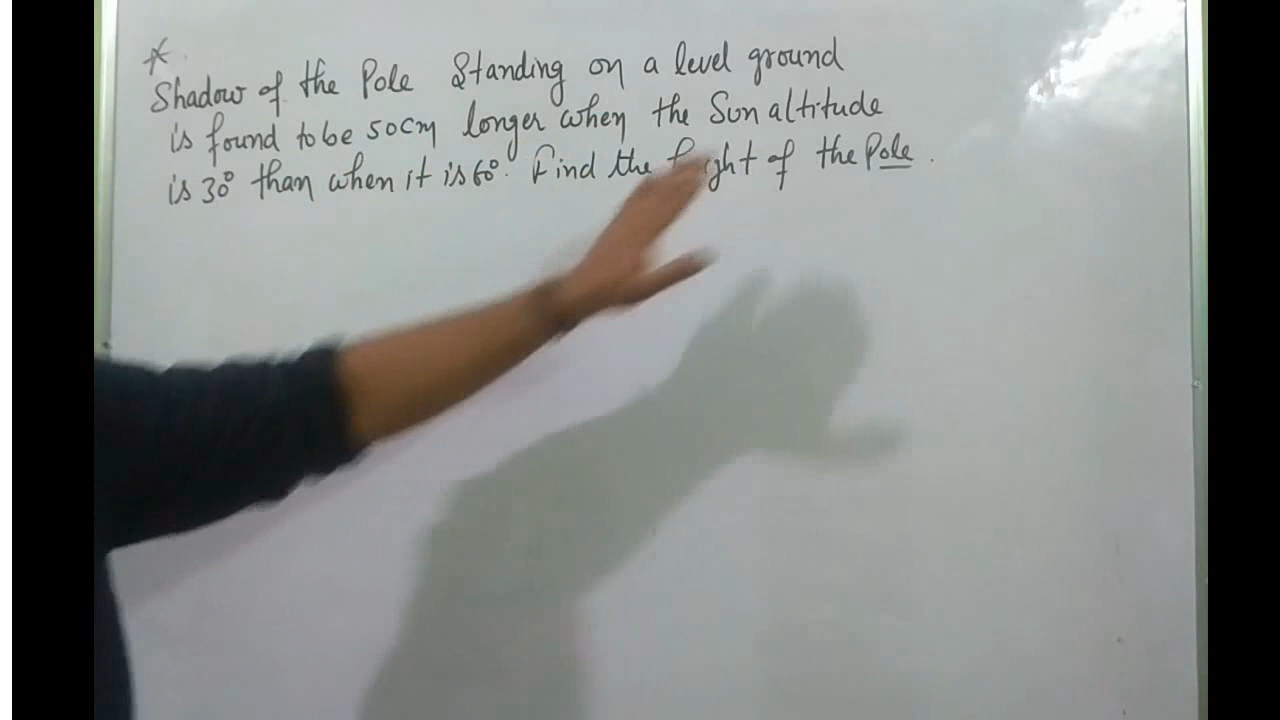 *
Shadow of the Pole Standing on a level ground
is found to be 50cm longer when the Sun altitude
is 30° than when it is 60°. Find the of the Pole.